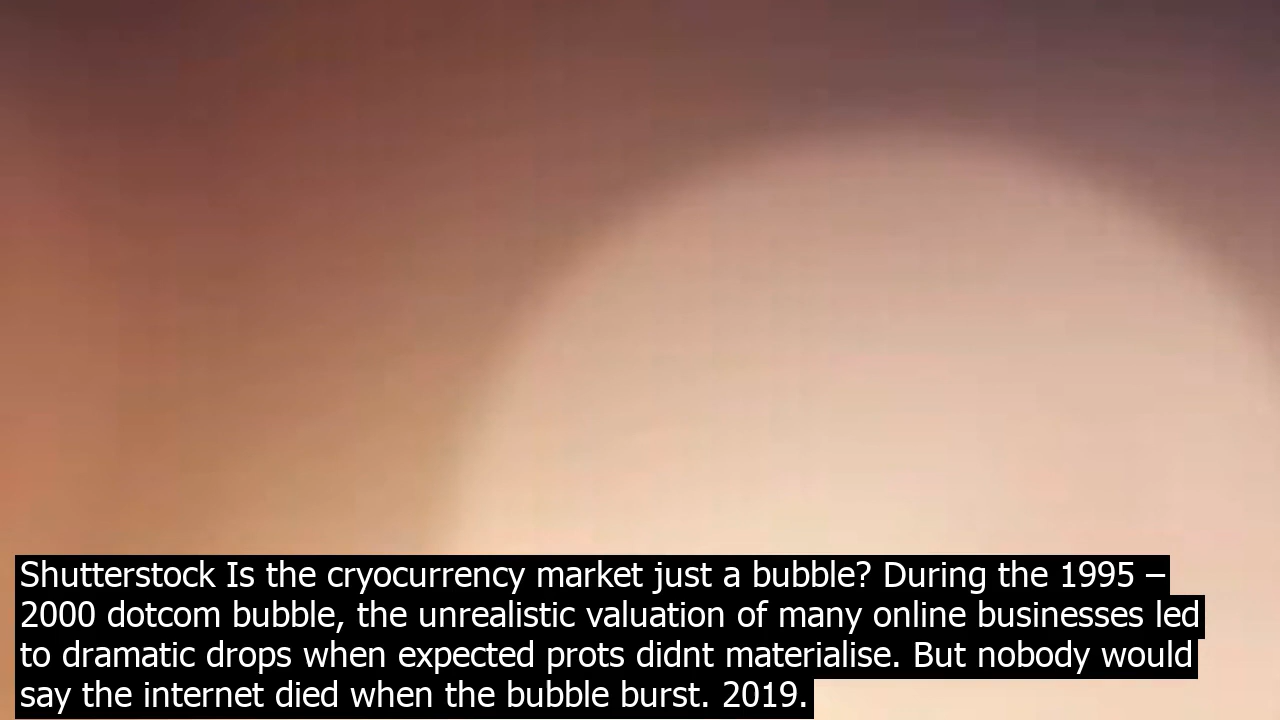 Shutterstock Is the cryocurrency market just a bubble? During the 1995 –
2000 dotcom bubble, the unrealistic valuation of many online businesses led
to dramatic drops when expected prots didnt materialise. But nobody would
say the internet died when the bubble burst. 2019.